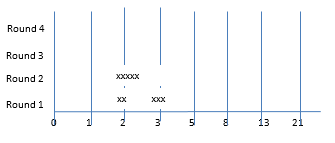 Round 4
Round 3
Round 2 xxxxx
Round 1 xx xxx
0 1 2 3 5 8 13 21